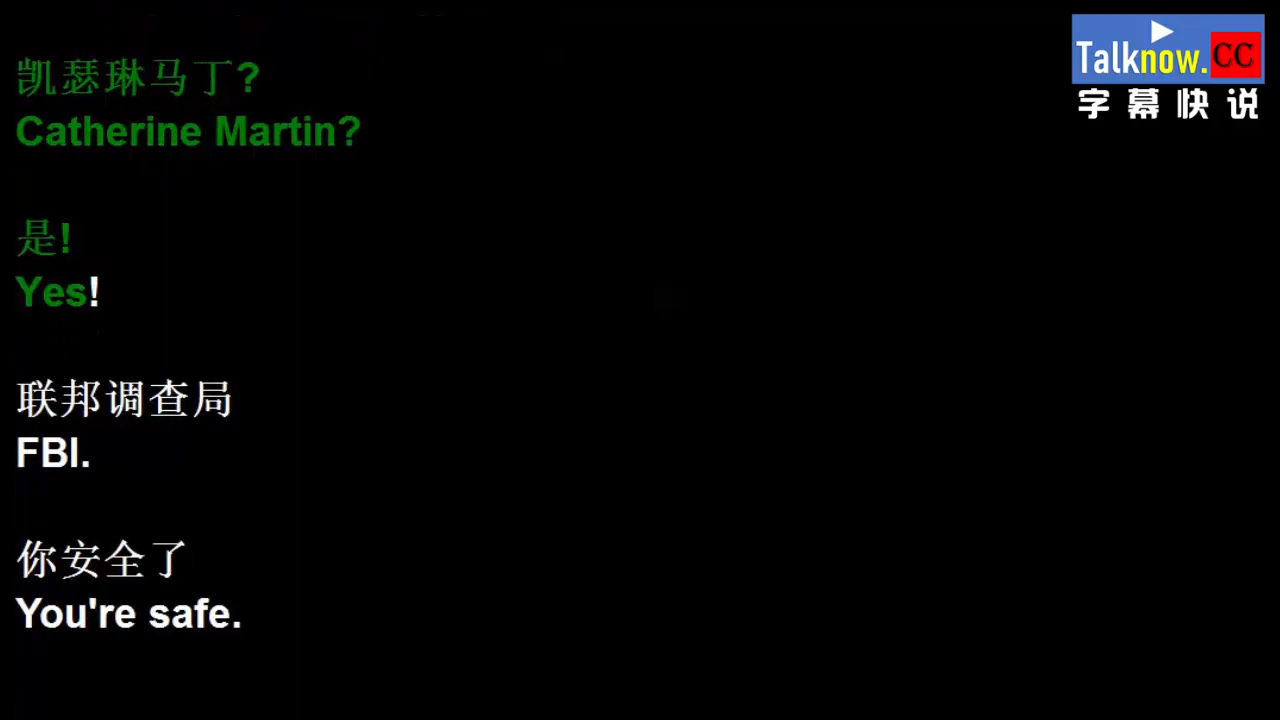 Talknow.CC
字幕快说
凯瑟琳马丁?
Catherine Martin?
是!
Yes!
联邦调查局
FBI.
你安全了
You're safe.